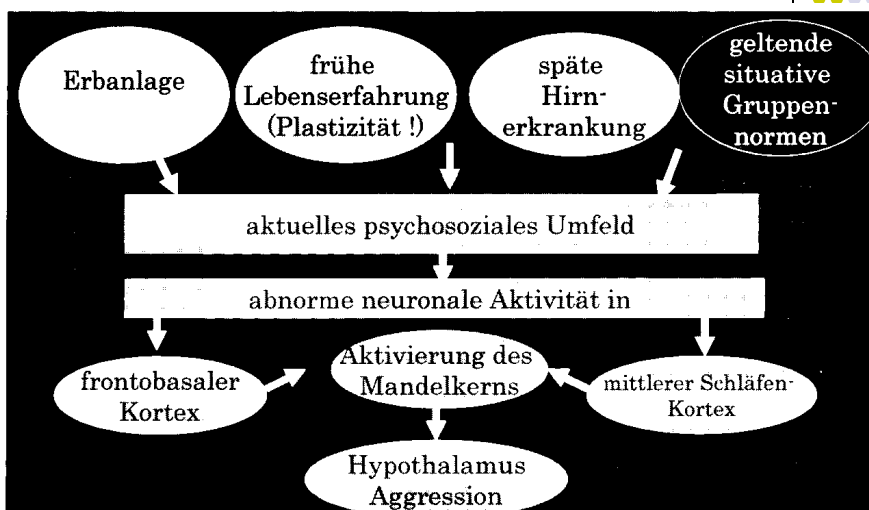 Erbanlage
frühe
Lebenserfahrung
(Plastizität !)
späte
Hirn-
erkrankung
geltende
situative
Gruppen-
normen
aktuelles psychosoziales Umfeld
abnorme neuronale Aktivität in
frontobasaler
Kortex
Aktivierung des
Mandelkerns
mittlerer Schläfen-
Kortex
Hypothalamus
Aggression